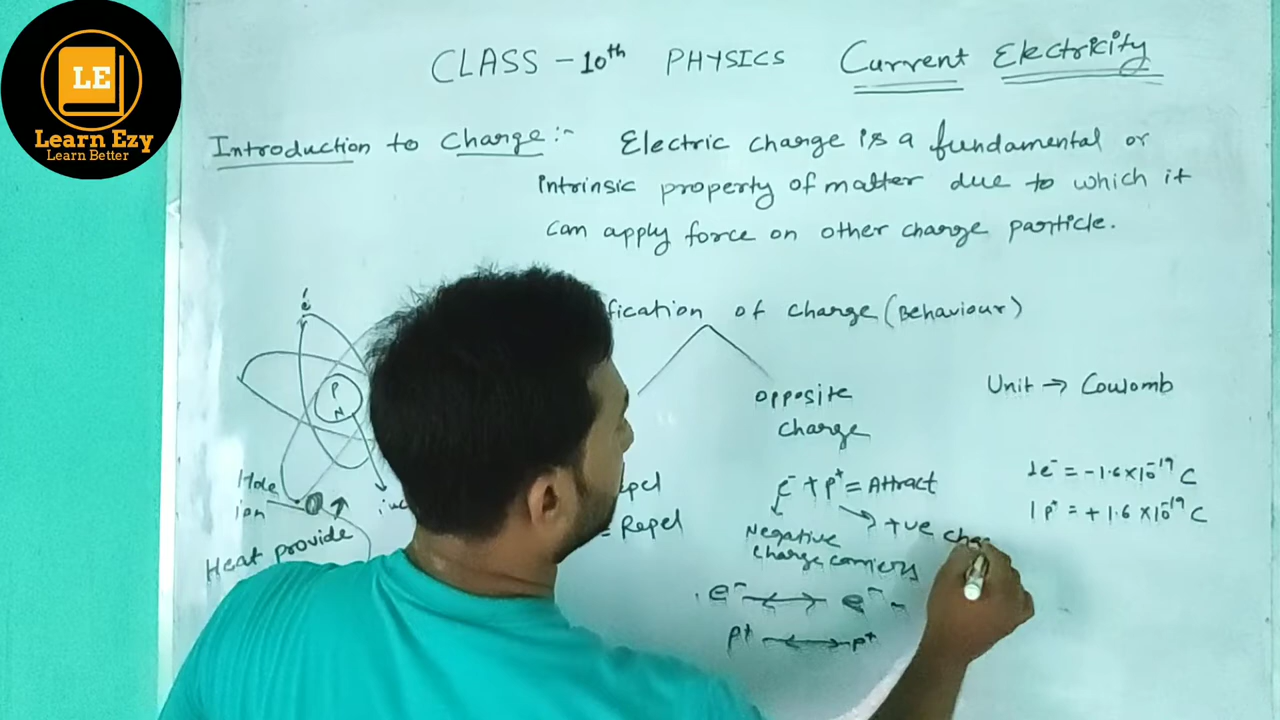 LE
Learn Ezy
Learn Better
CLASS - 10th PHYSICS Current Electricity
Introduction to Charge:- Electric charge is a fundamental or
intrinsic property of matter due to which it
can apply force on other charge particle.
fication of charge (Behaviour)
Unit → Coulomb
opposite
charge
e-
P
N
Hole
ion
Heat provide
epel
= Repel
e- + p+ = Attract
→ +ve cha
Negative
charge carriers
e- ↔ e-
p+ ↔ p+
1e- = -1.6×10-19 C
1 p+ = +1.6×10-19 C